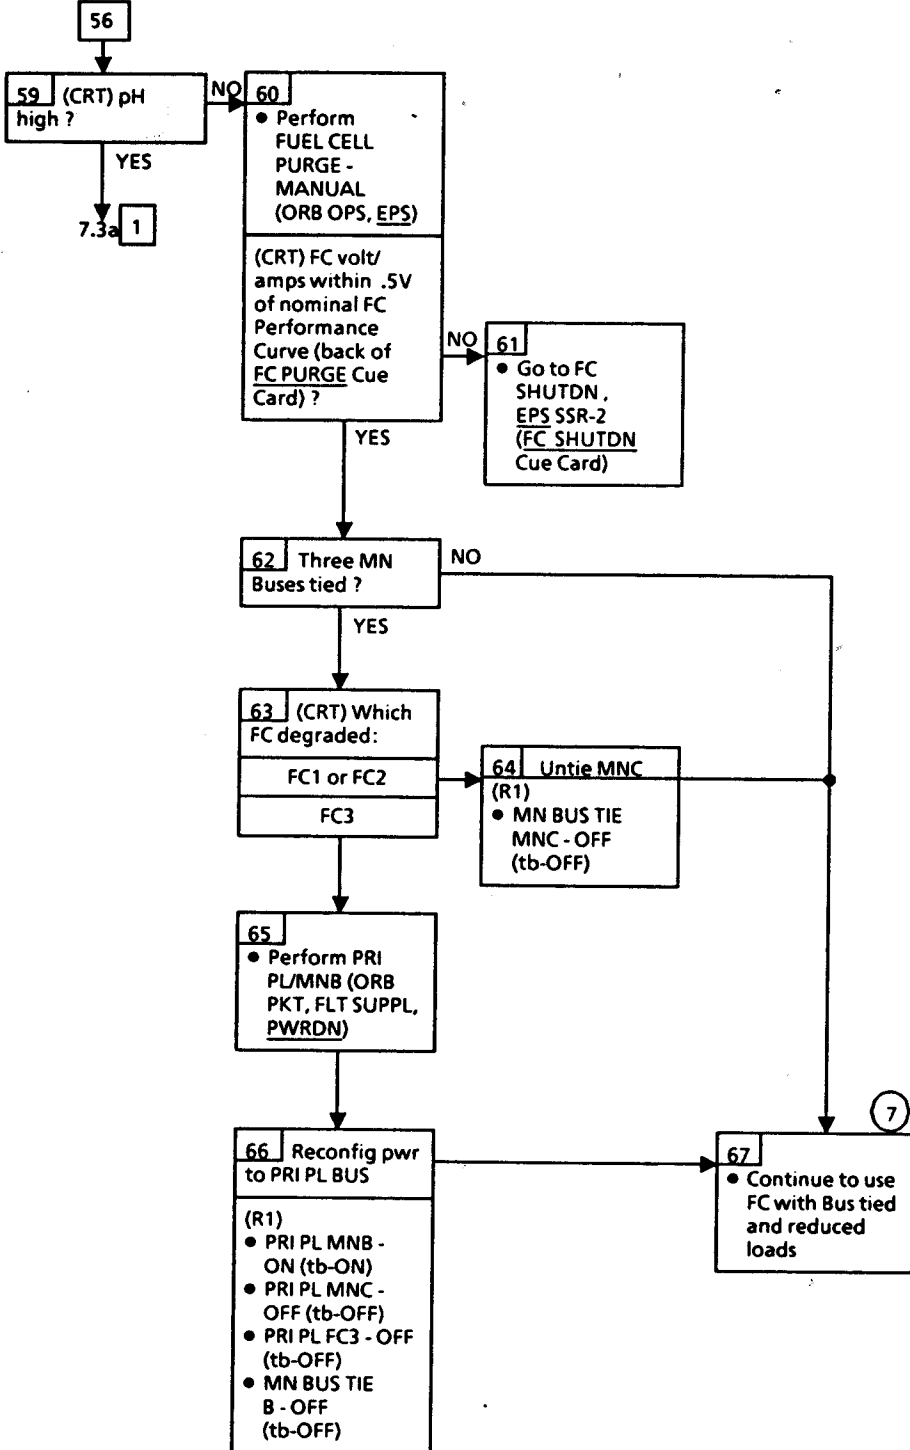 56
59 (CRT) pH
high ?
NO
YES
7.3a 1
60
• Perform
FUEL CELL
PURGE -
MANUAL
(ORB OPS, EPS)
(CRT) FC volt/
amps within .5V
of nominal FC
Performance
Curve (back of
FC PURGE Cue
Card) ?
NO
YES
61
• Go to FC
SHUTDN,
EPS SSR-2
(FC SHUTDN
Cue Card)
62 Three MN
Buses tied ?
NO
YES
63 (CRT) Which
FC degraded:
FC1 or FC2
FC3
64 Untie MNC
(R1)
• MN BUS TIE
MNC - OFF
(tb-OFF)
65
• Perform PRI
PL/MNB (ORB
PKT, FLT SUPPL,
PWRDN)
66 Reconfig pwr
to PRI PL BUS
(R1)
• PRI PL MNB -
ON (tb-ON)
• PRI PL MNC -
OFF (tb-OFF)
• PRI PL FC3 - OFF
(tb-OFF)
• MN BUS TIE
B - OFF
(tb-OFF)
7
67
• Continue to use
FC with Bus tied
and reduced
loads